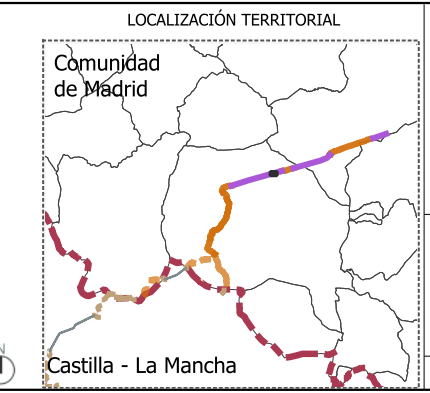 LOCALIZACIÓN TERRITORIAL
Comunidad
de Madrid
N
Castilla - La Mancha